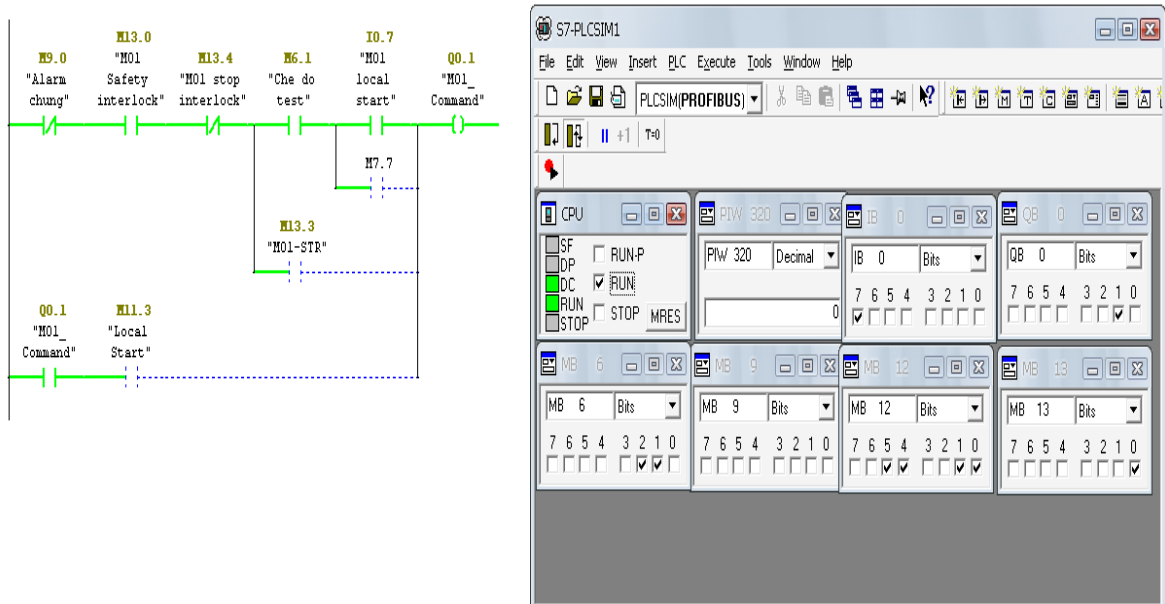 M9.0
"Alarm
chung"
M13.0
"M01
Safety
interlock"
M13.4
"M01 stop
interlock"
M6.1
"Che do
test"
I0.7
"M01
local
start"
Q0.1
"M01_
Command"
M7.7
M13.3
"M01-STR"
Q0.1
"M01_
Command"
M11.3
"Local
Start"
S7-PLCSIM1
File Edit View Insert PLC Execute Tools Window Help
PLCSIM(PROFIBUS)
+1 T=0
CPU
SF
DP
DC
RUN
STOP
RUN-P
RUN
STOP
MRES
PIW 320
PIW 320 Decimal
0
IB 0
IB 0 Bits
7 6 5 4 3 2 1 0
QB 0
QB 0 Bits
7 6 5 4 3 2 1 0
MB 6
MB 6 Bits
7 6 5 4 3 2 1 0
MB 9
MB 9 Bits
7 6 5 4 3 2 1 0
MB 12
MB 12 Bits
7 6 5 4 3 2 1 0
MB 13
MB 13 Bits
7 6 5 4 3 2 1 0